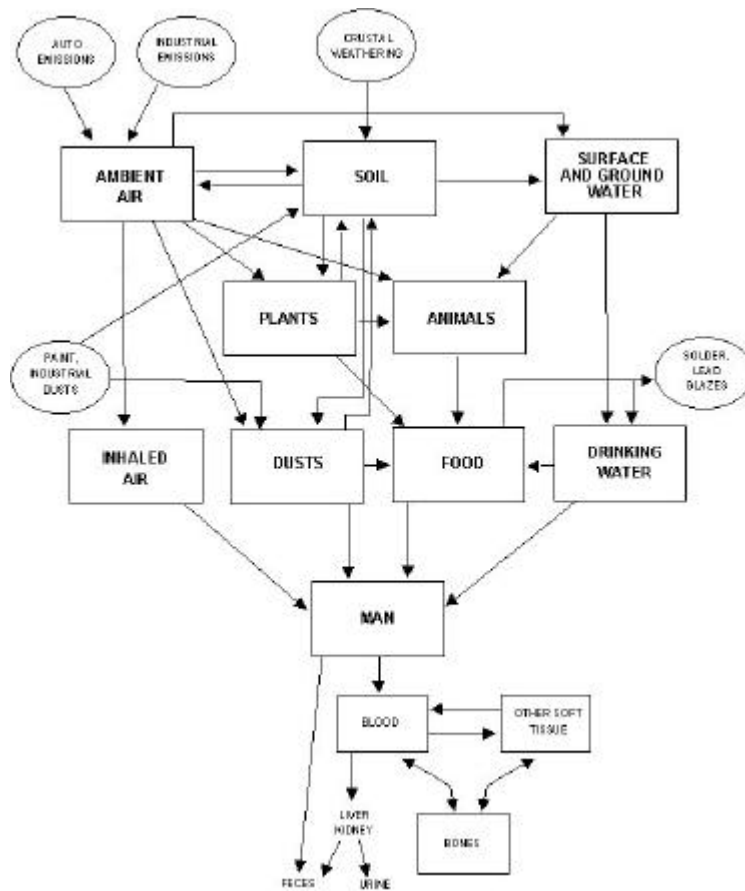 AUTO
EMISSIONS
INDUSTRIAL
EMISSIONS
CRUSTAL
WEATHERING
AMBIENT
AIR
SOIL
SURFACE
AND GROUND
WATER
PLANTS
ANIMALS
PAINT,
INDUSTRIAL
DUSTS
SOLDER,
LEAD
GLAZES
INHALED
AIR
DUSTS
FOOD
DRINKING
WATER
MAN
BLOOD
OTHER SOFT
TISSUE
LIVER
KIDNEY
BONES
FECES
URINE